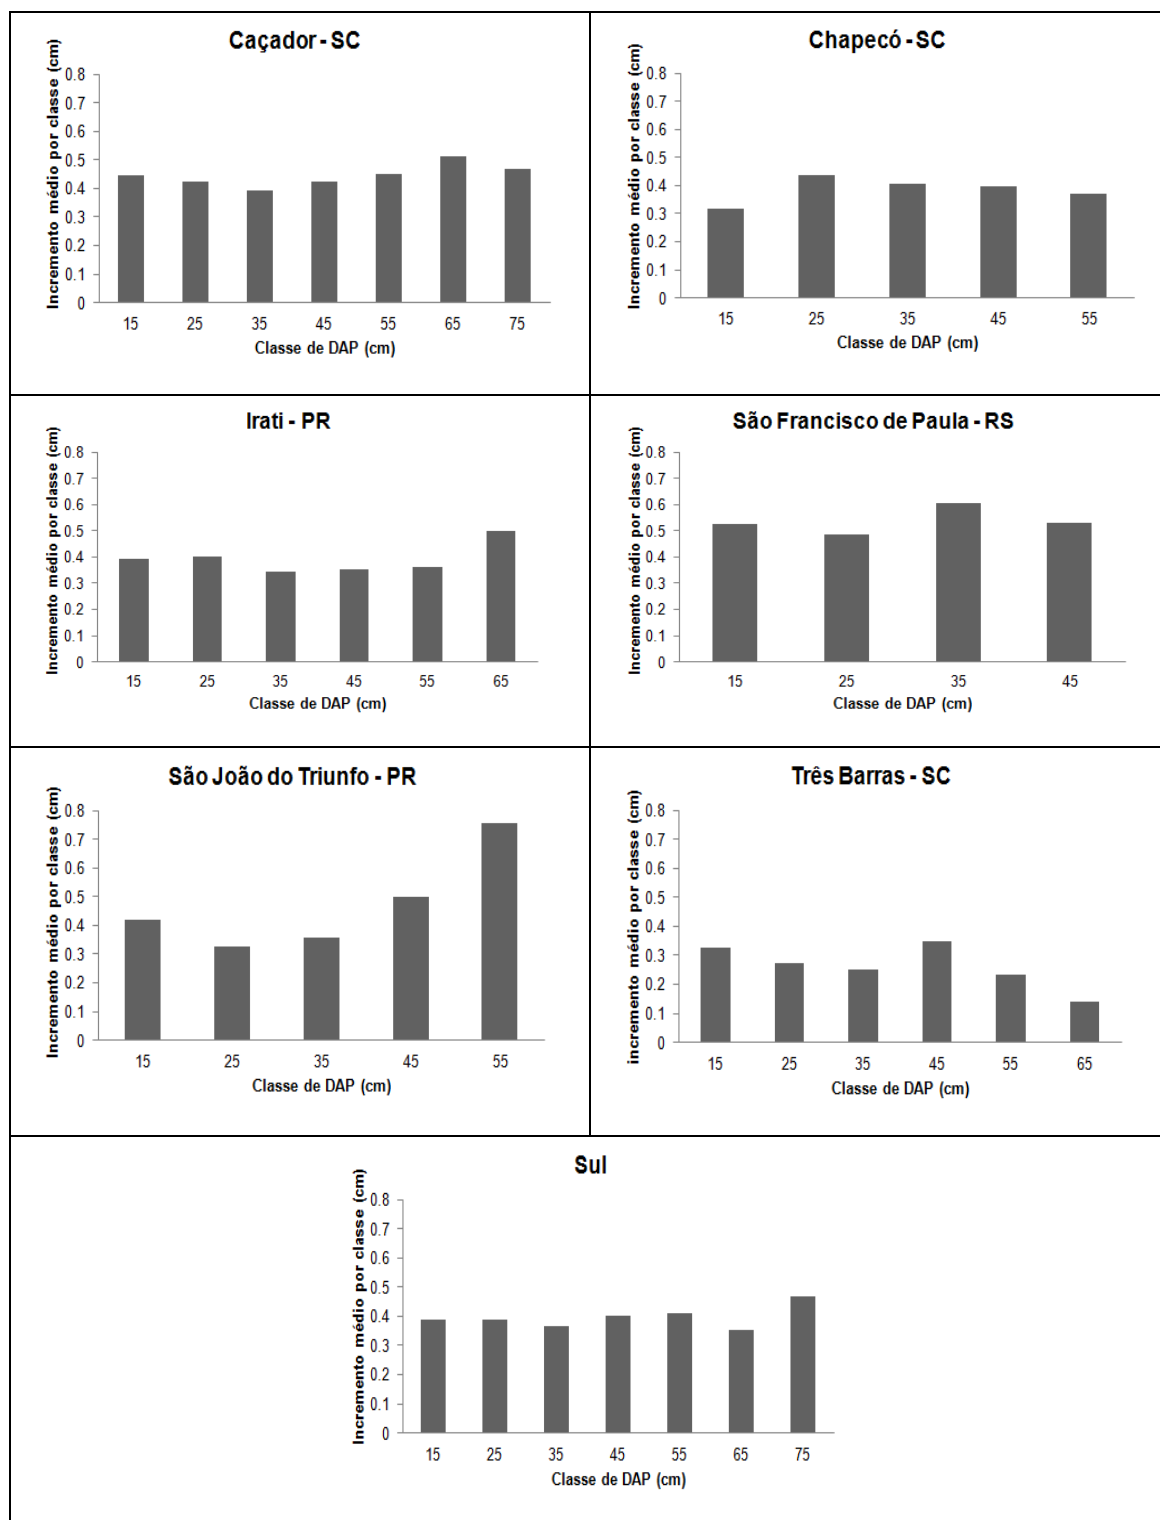 Caçador - SC
Incremento médio por classe (cm)
0.8
0.7
0.6
0.5
0.4
0.3
0.2
0.1
0
15 25 35 45 55 65 75
Classe de DAP (cm)
Chapecó - SC
Incremento médio por classe (cm)
0.8
0.7
0.6
0.5
0.4
0.3
0.2
0.1
0
15 25 35 45 55
Classe de DAP (cm)
Irati - PR
Incremento médio por classe (cm)
0.8
0.7
0.6
0.5
0.4
0.3
0.2
0.1
0
15 25 35 45 55 65
Classe de DAP (cm)
São Francisco de Paula - RS
Incremento médio por classe (cm)
0.8
0.7
0.6
0.5
0.4
0.3
0.2
0.1
0
15 25 35 45
Classe de DAP (cm)
São João do Triunfo - PR
Incremento médio por classe (cm)
0.8
0.7
0.6
0.5
0.4
0.3
0.2
0.1
0
15 25 35 45 55
Classe de DAP (cm)
Três Barras - SC
incremento médio por classe (cm)
0.8
0.7
0.6
0.5
0.4
0.3
0.2
0.1
0
15 25 35 45 55 65
Classe de DAP (cm)
Sul
Incremento médio por classe (cm)
0.8
0.7
0.6
0.5
0.4
0.3
0.2
0.1
0
15 25 35 45 55 65 75
Classe de DAP (cm)